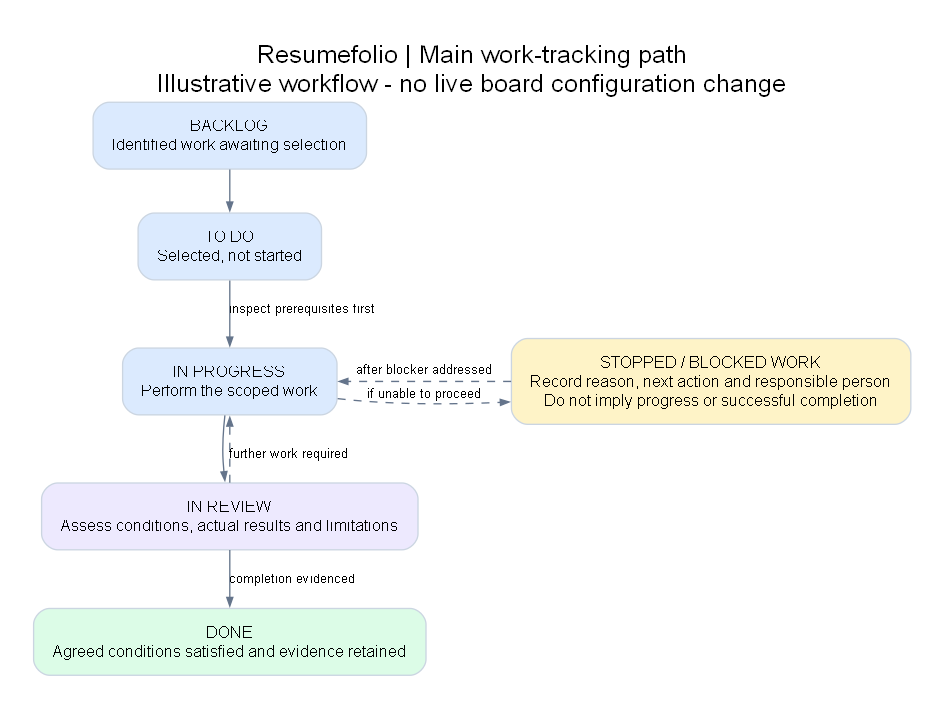 Resumefolio | Main work-tracking path
Illustrative workflow - no live board configuration change
BACKLOG
Identified work awaiting selection
TO DO
Selected, not started
inspect prerequisites first
IN PROGRESS
Perform the scoped work
after blocker addressed
if unable to proceed
STOPPED / BLOCKED WORK
Record reason, next action and responsible person
Do not imply progress or successful completion
further work required
IN REVIEW
Assess conditions, actual results and limitations
completion evidenced
DONE
Agreed conditions satisfied and evidence retained